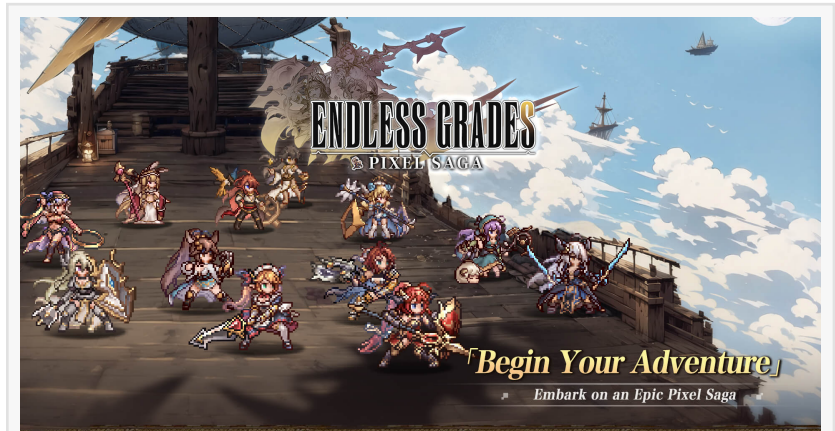 ENDLESS GRADES
PIXEL SAGA
「Begin Your Adventure」
Embark on an Epic Pixel Saga